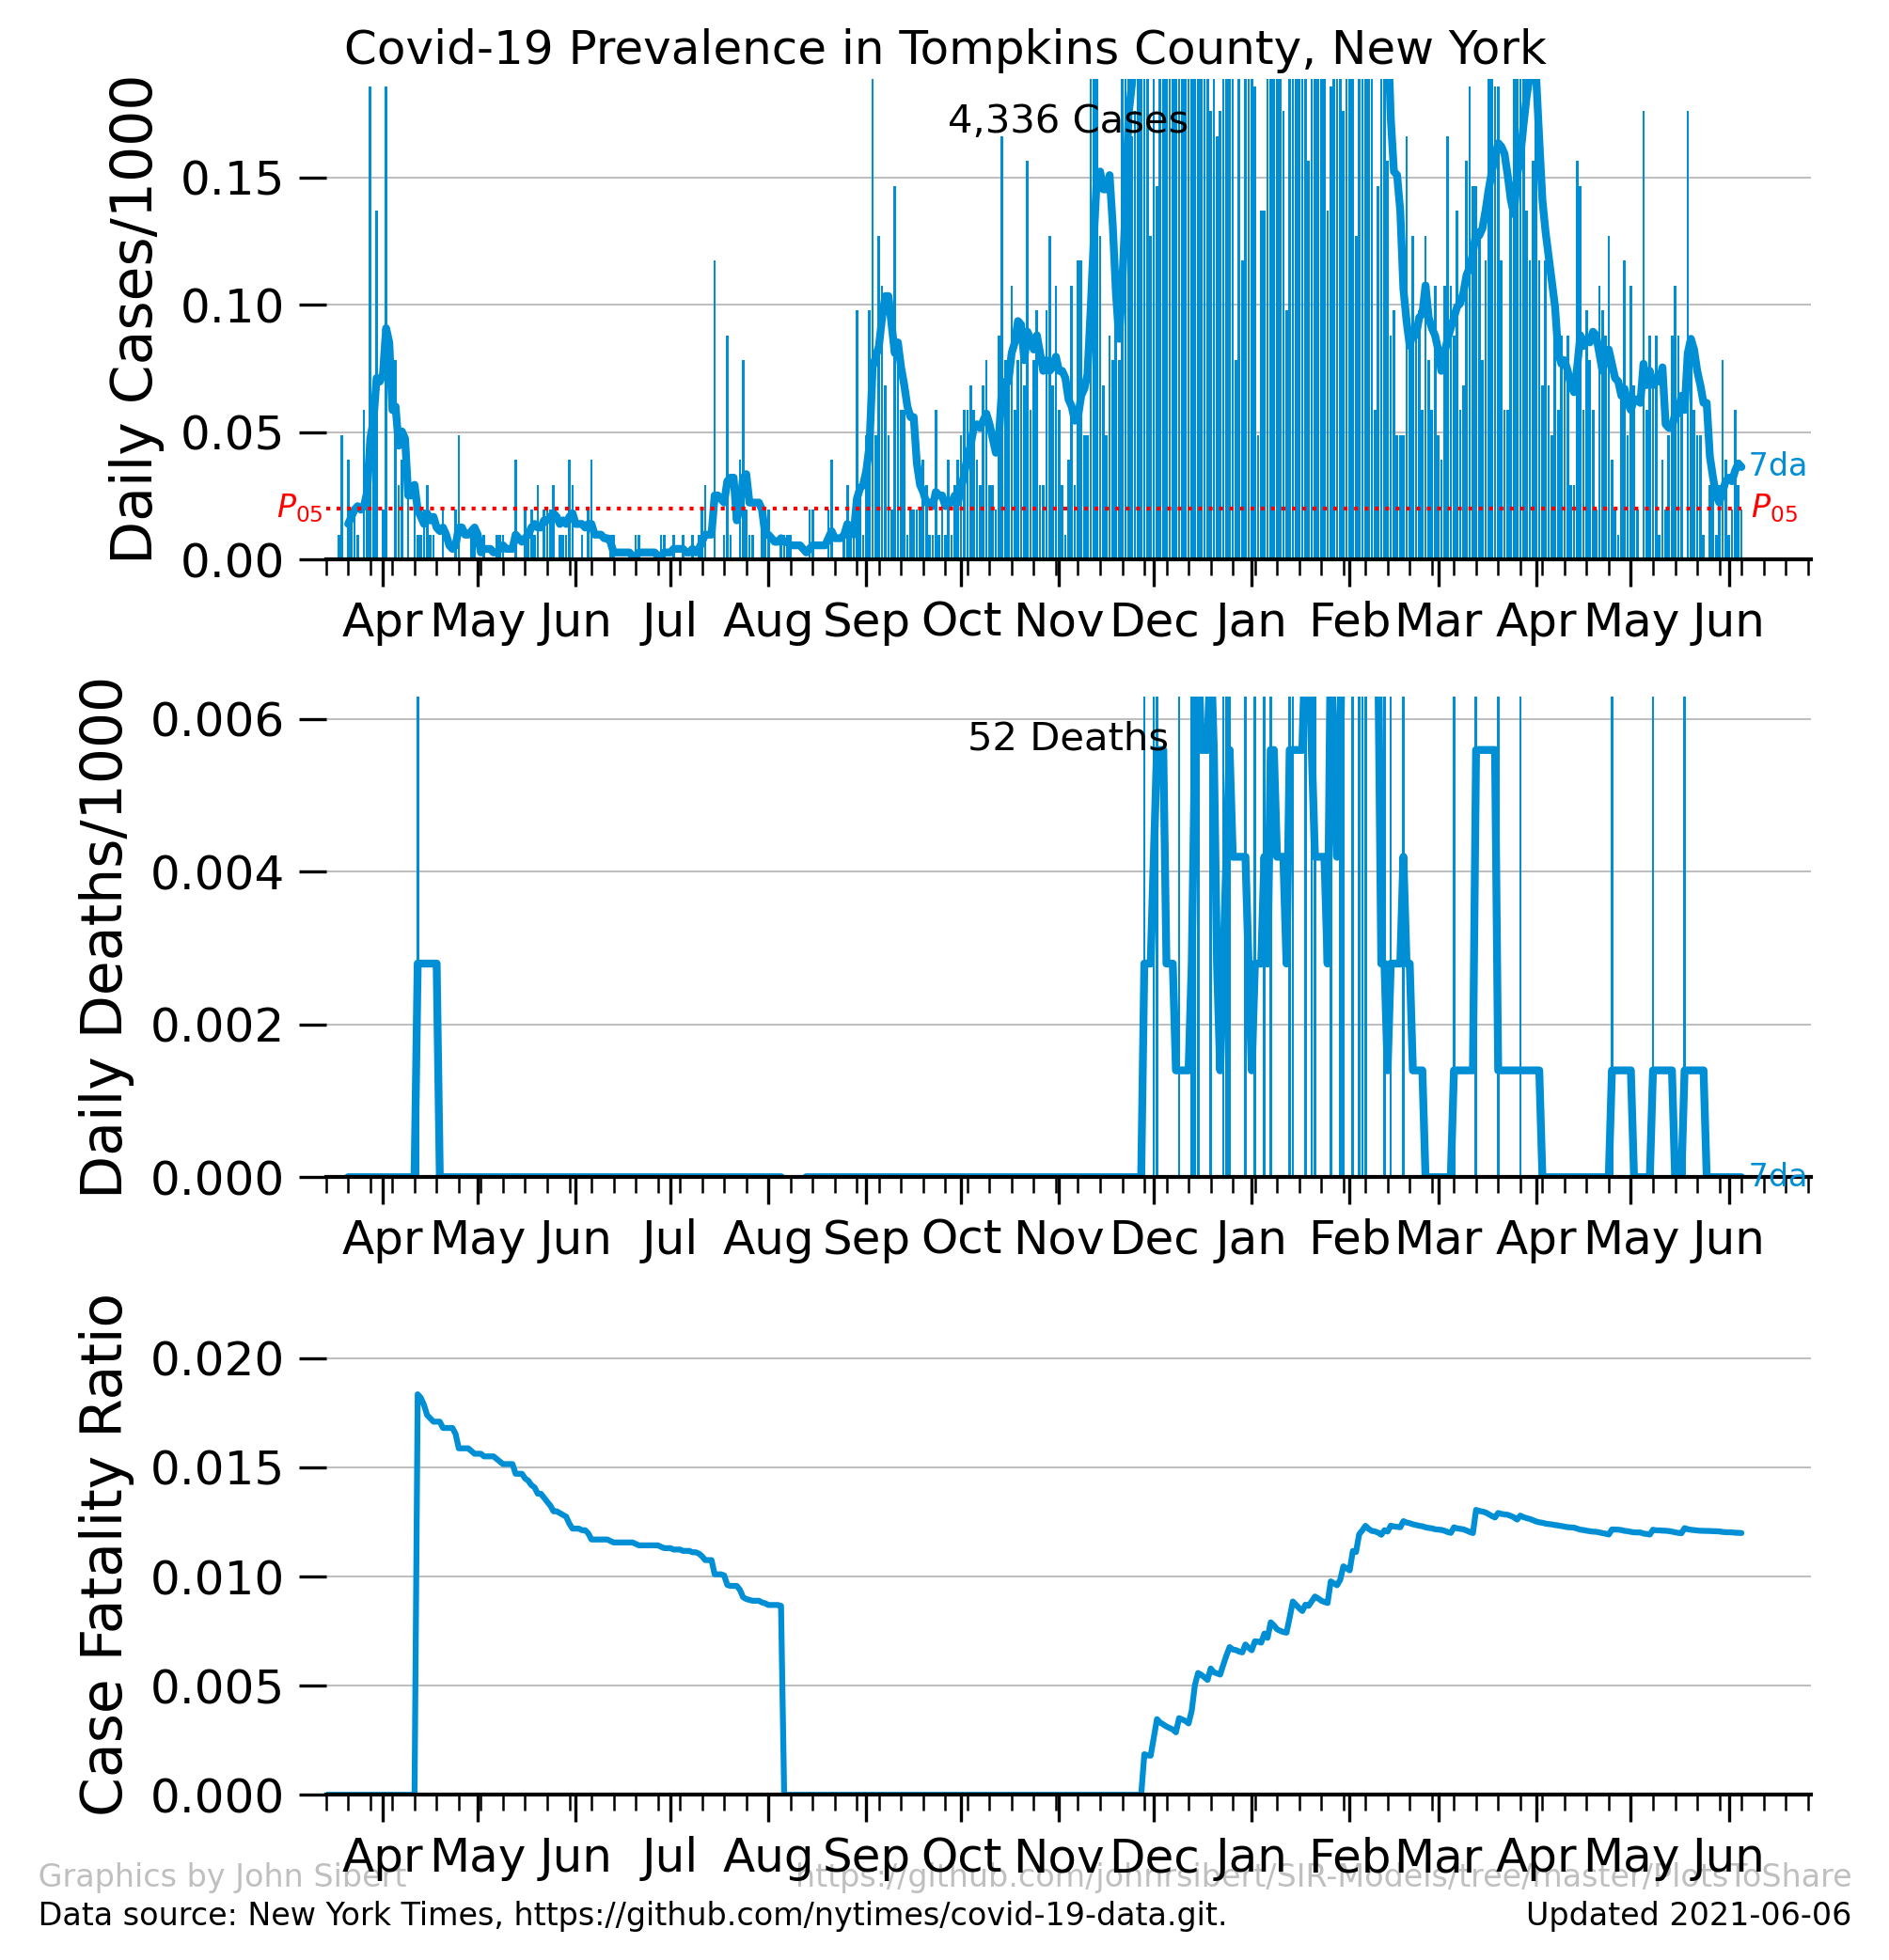 Covid-19 Prevalence in Tompkins County, New York
Daily Cases/1000
4,336 Cases
0.15
0.10
0.05
0.00
P05
7da
P05
Apr May Jun Jul Aug Sep Oct Nov Dec Jan Feb Mar Apr May Jun
Daily Deaths/1000
52 Deaths
0.006
0.004
0.002
0.000
7da
Apr May Jun Jul Aug Sep Oct Nov Dec Jan Feb Mar Apr May Jun
Case Fatality Ratio
0.020
0.015
0.010
0.005
0.000
Apr May Jun Jul Aug Sep Oct Nov Dec Jan Feb Mar Apr May Jun
Graphics by John Sibert https://github.com/johnrsibert/SIR-Models/tree/master/PlotsToShare
Data source: New York Times, https://github.com/nytimes/covid-19-data.git. Updated 2021-06-06